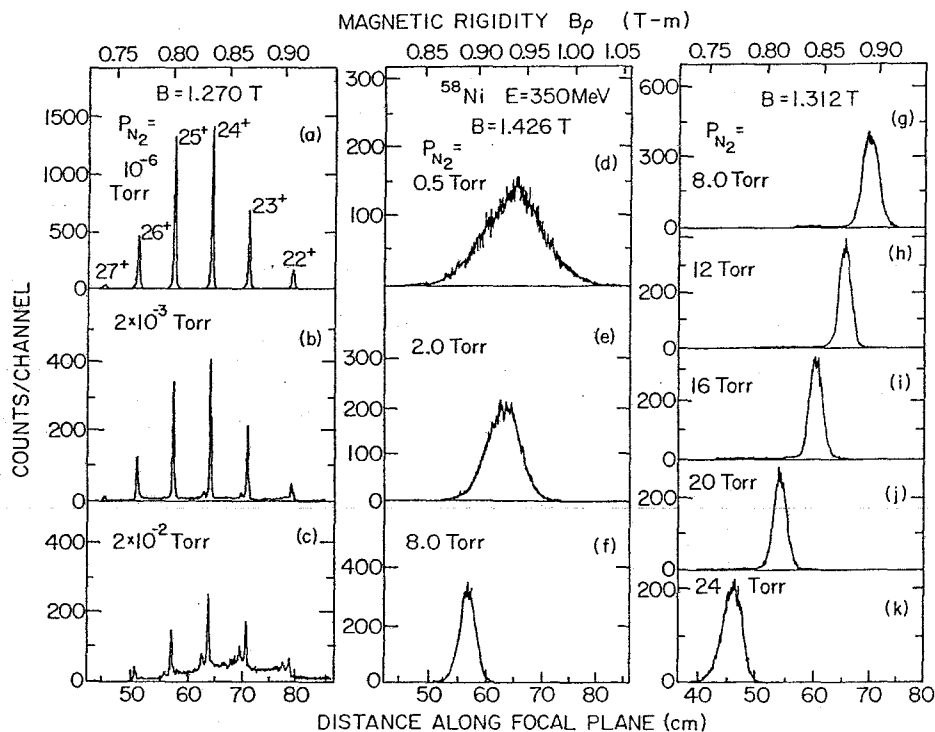 MAGNETIC RIGIDITY Bρ (T-m)
0.75 0.80 0.85 0.90
0.85 0.90 0.95 1.00 1.05
0.75 0.80 0.85 0.90
COUNTS/CHANNEL
B = 1.270 T
P_N2 =
10^-6
Torr
(a)
27+ 26+ 25+ 24+ 23+ 22+
1500
1000
500
0
2×10^-3 Torr
(b)
400
200
0
2×10^-2 Torr
(c)
400
200
0
50 60 70 80
58Ni E=350MeV
B=1.426 T
P_N2 =
0.5 Torr
(d)
300
200
100
0
2.0 Torr
(e)
300
200
100
0
8.0 Torr
(f)
400
200
0
50 60 70 80
B=1.312 T
(g)
P_N2 =
8.0 Torr
600
300
0
12 Torr
(h)
200
0
16 Torr
(i)
200
0
20 Torr
(j)
200
0
24 Torr
(k)
200
0
40 50 60 70 80
DISTANCE ALONG FOCAL PLANE (cm)